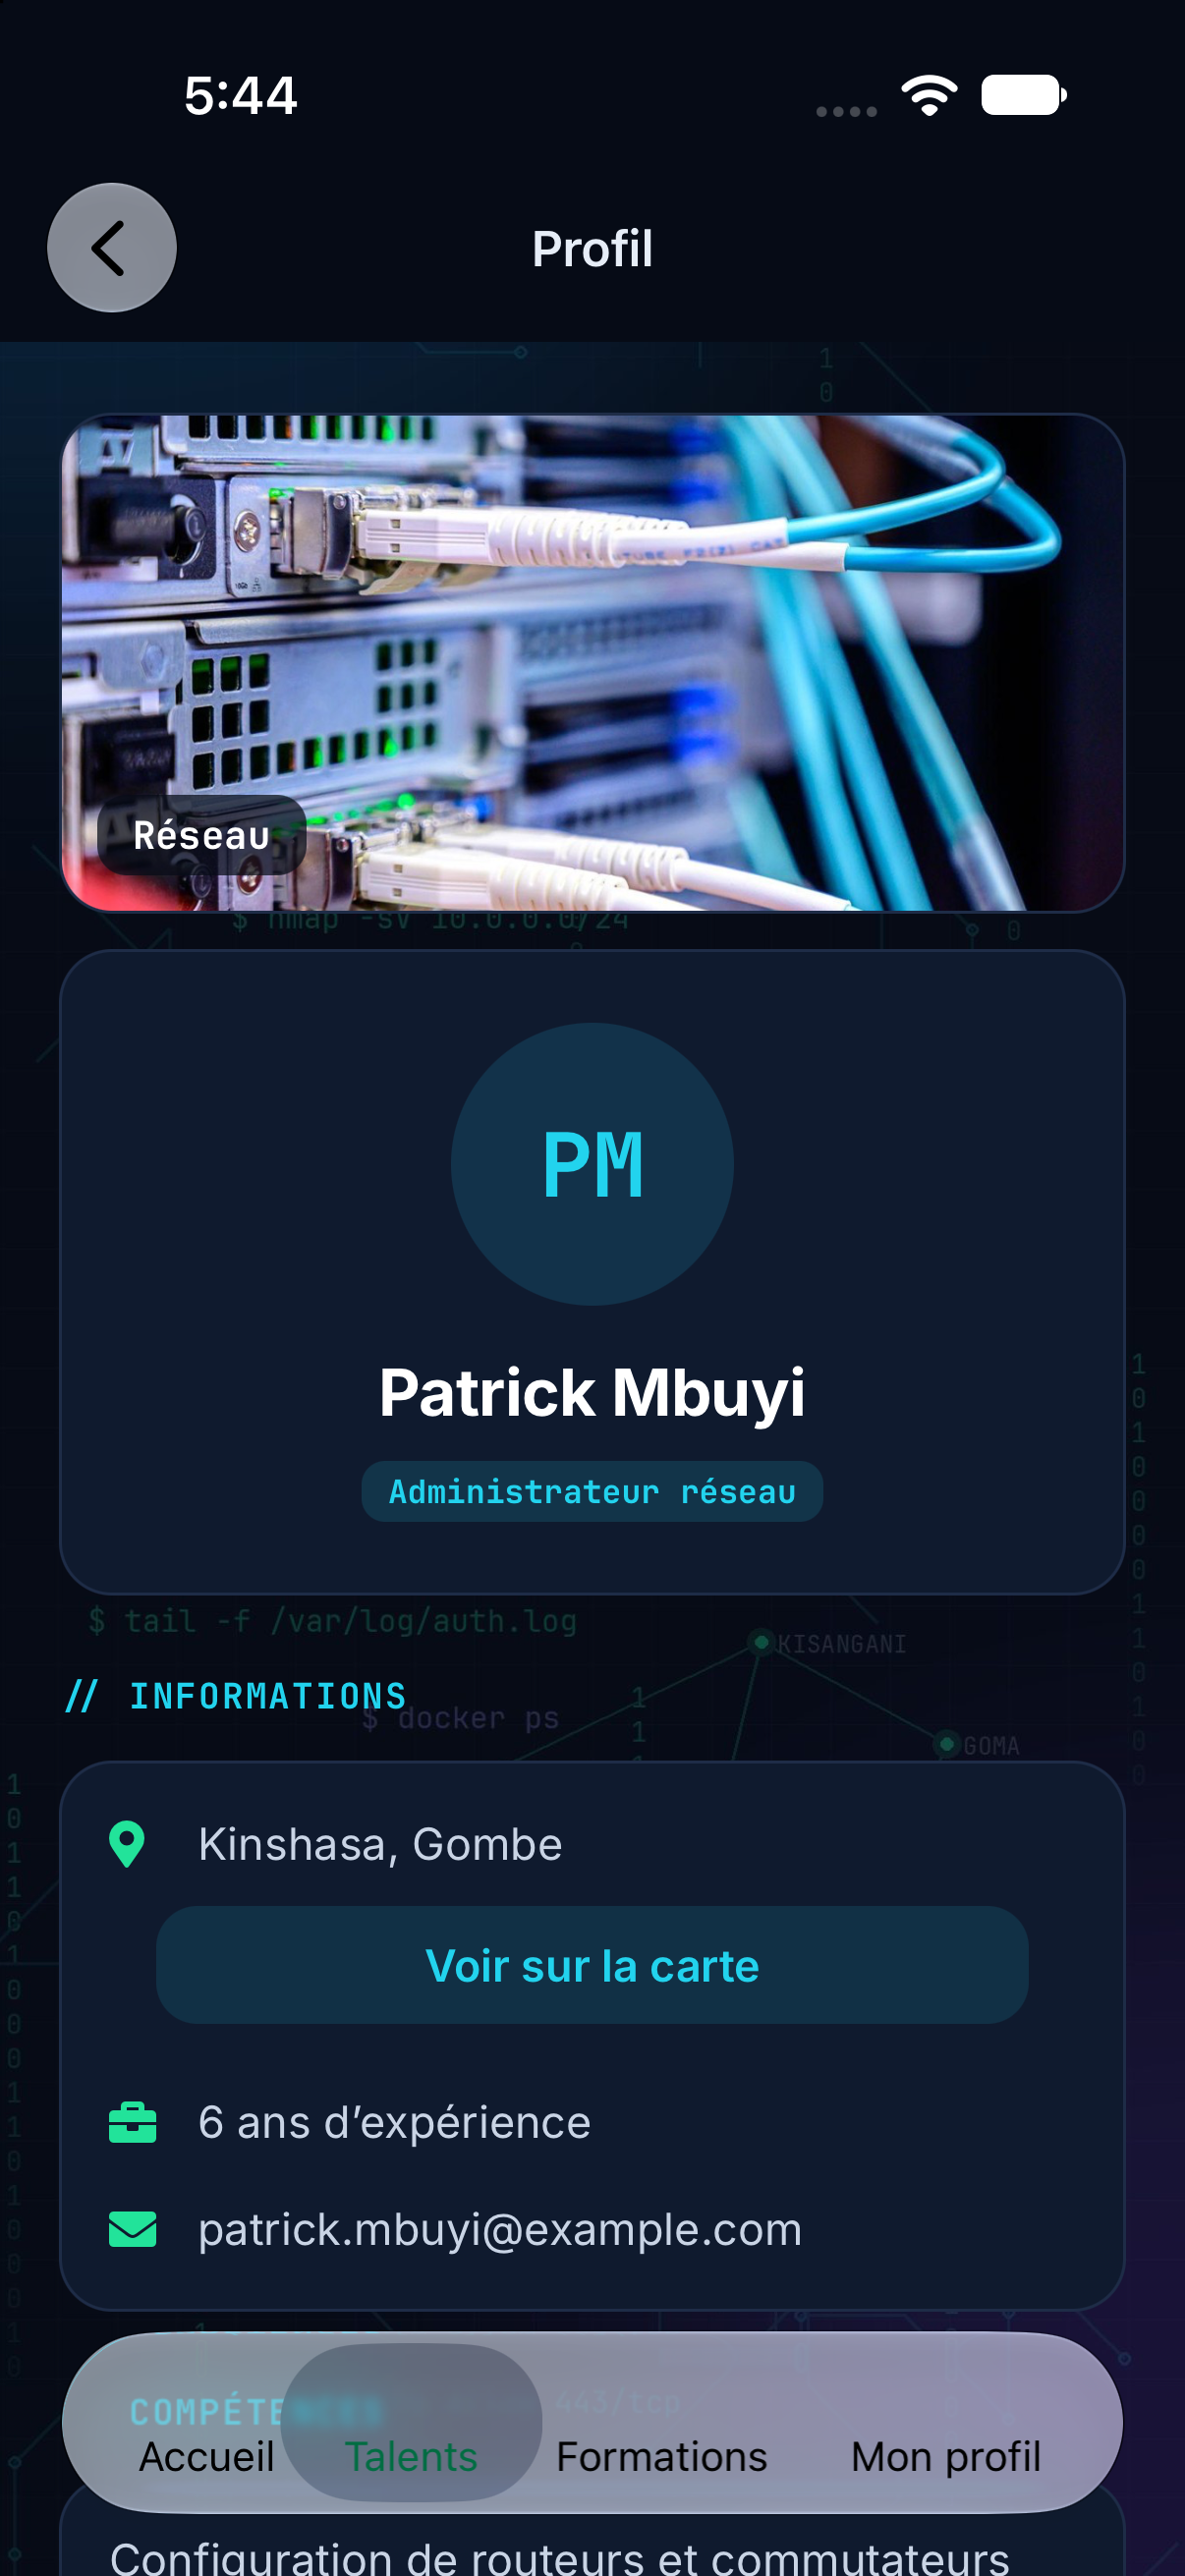 5:44
Profil
Réseau
$ nmap -sV 10.0.0.0/24
PM
Patrick Mbuyi
Administrateur réseau
$ tail -f /var/log/auth.log
KISANGANI
// INFORMATIONS
$ docker ps
GOMA
Kinshasa, Gombe
Voir sur la carte
6 ans d’expérience
patrick.mbuyi@example.com
443/tcp
Accueil
Talents
Formations
Mon profil
Configuration de routeurs et commutateurs